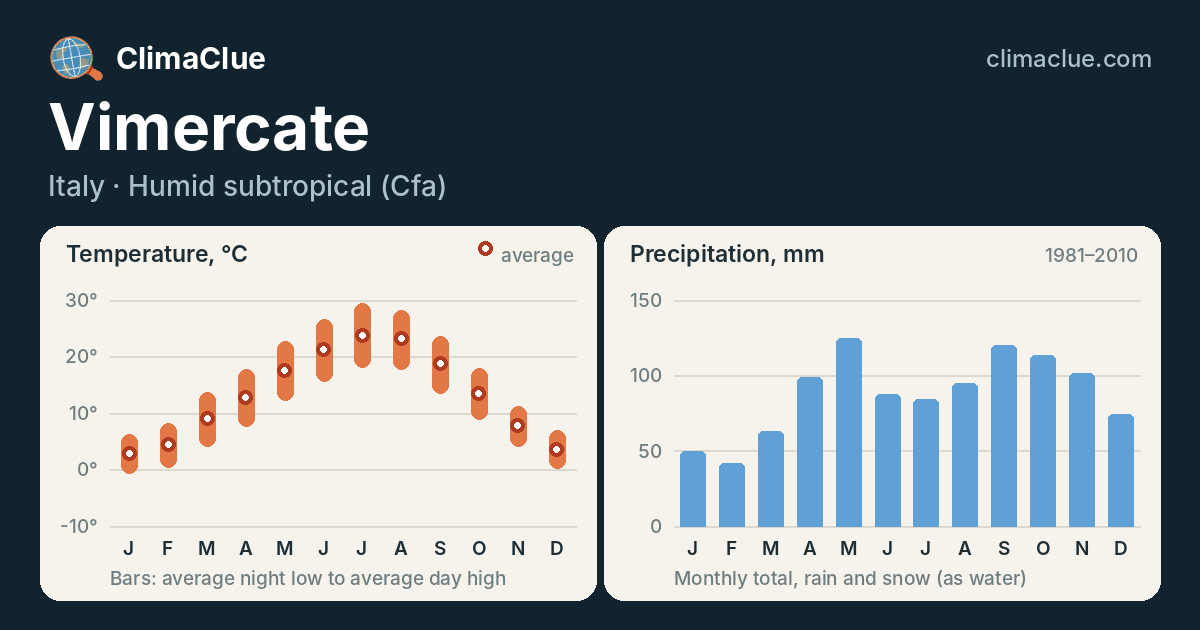 ClimaClue
climaclue.com
Vimercate
Italy · Humid subtropical (Cfa)
Temperature, °C
average
30°
20°
10°
0°
-10°
J F M A M J J A S O N D
Bars: average night low to average day high
Precipitation, mm
1981–2010
150
100
50
0
J F M A M J J A S O N D
Monthly total, rain and snow (as water)